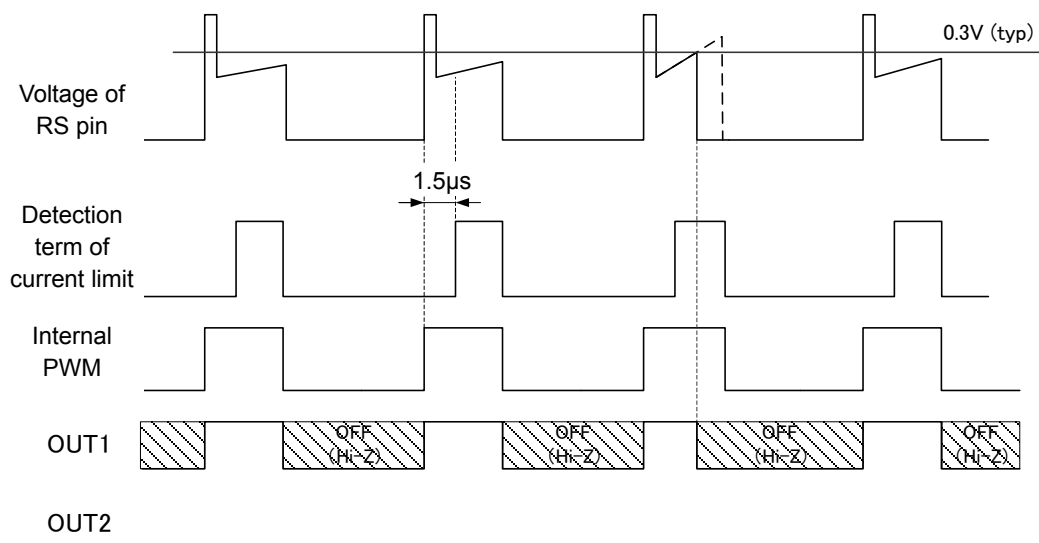 0.3V (typ)
Voltage of
RS pin
1.5μs
Detection
term of
current limit
Internal
PWM
OUT1
OFF
(Hi-Z)
OFF
(Hi-Z)
OFF
(Hi-Z)
OFF
(Hi-Z)
OUT2